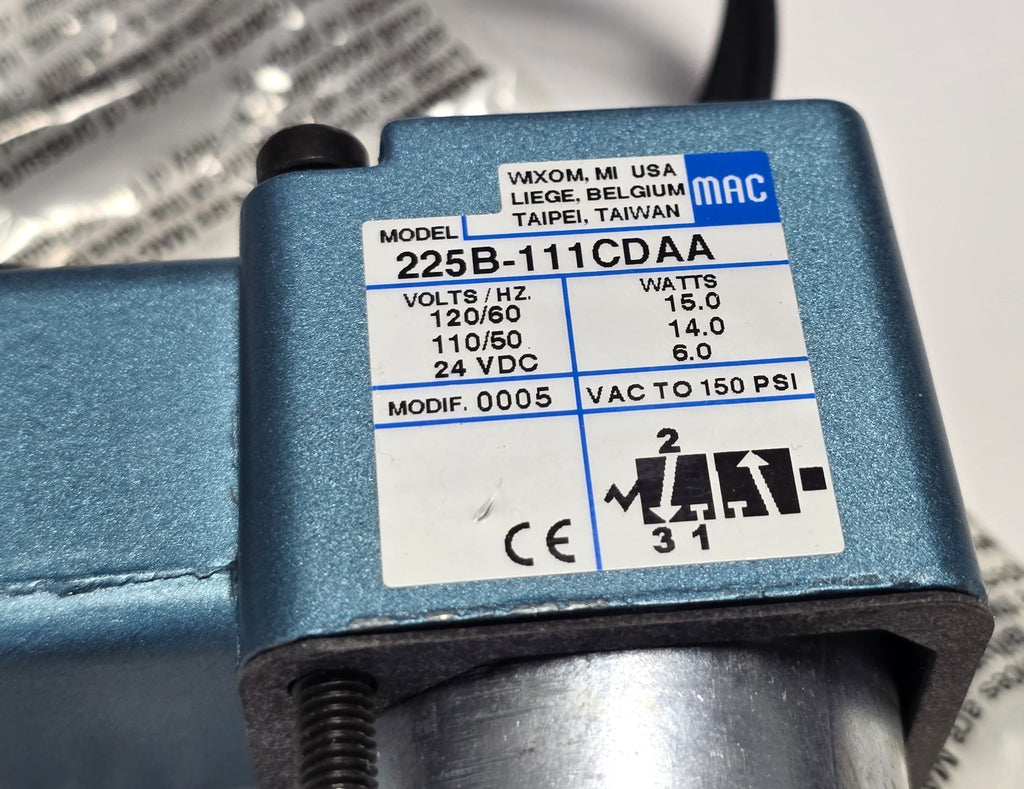 WIXOM, MI USA
LIEGE, BELGIUM
TAIPEI, TAIWAN
MAC
MODEL
225B-111CDAA
VOLTS / HZ.
120/60
110/50
24 VDC
WATTS
15.0
14.0
6.0
MODIF. 0005
VAC TO 150 PSI
2
3 1
CE